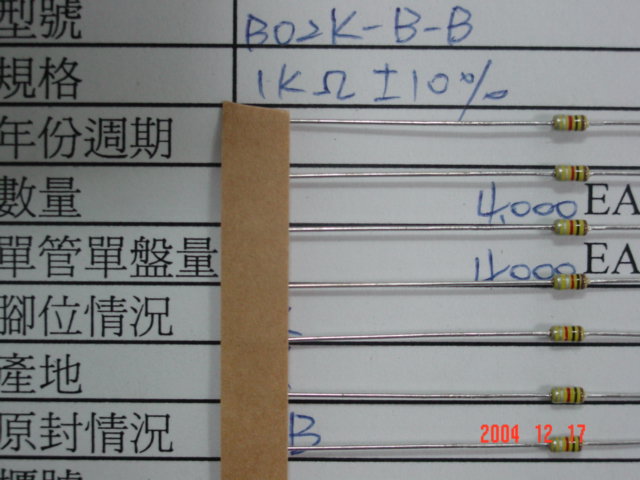 型號 B02K-B-B
規格 1KΩ ±10%
年份週期
數量 4,000 EA
單管單盤量 4,000 EA
腳位情況
產地
原封情況 B
2004 12 17